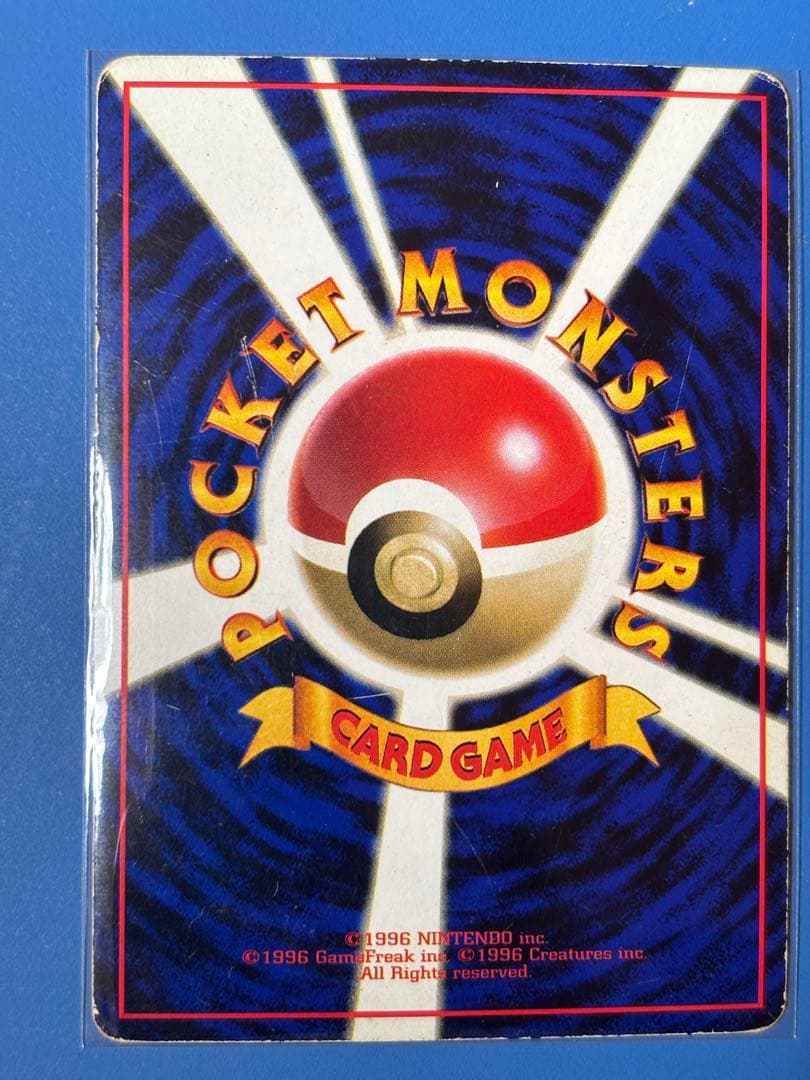 POCKET MONSTERS
CARD GAME
©1996 NINTENDO inc.
©1996 GameFreak inc. ©1996 Creatures inc.
All Rights reserved.